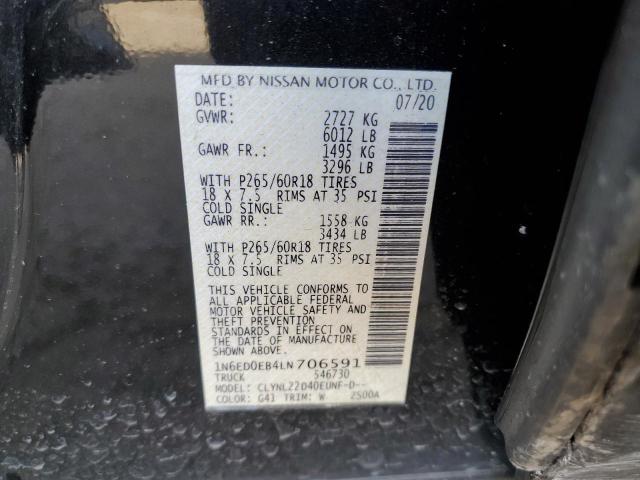 MFD BY NISSAN MOTOR CO., LTD.
DATE: 07/20
GVWR: 2727 KG
6012 LB
GAWR FR.: 1495 KG
3296 LB
WITH P265/60R18 TIRES
18 X 7.5 RIMS AT 35 PSI
COLD SINGLE
GAWR RR.: 1558 KG
3434 LB
WITH P265/60R18 TIRES
18 X 7.5 RIMS AT 35 PSI
COLD SINGLE
THIS VEHICLE CONFORMS TO
ALL APPLICABLE FEDERAL
MOTOR VEHICLE SAFETY AND
THEFT PREVENTION
STANDARDS IN EFFECT ON
THE DATE OF MANUFACTURE
SHOWN ABOVE.
1N6ED0EB4LN706591
TRUCK 546730
MODEL: CLYNL22D40EUNF-D--
COLOR: G41 TRIM: W 2S00A